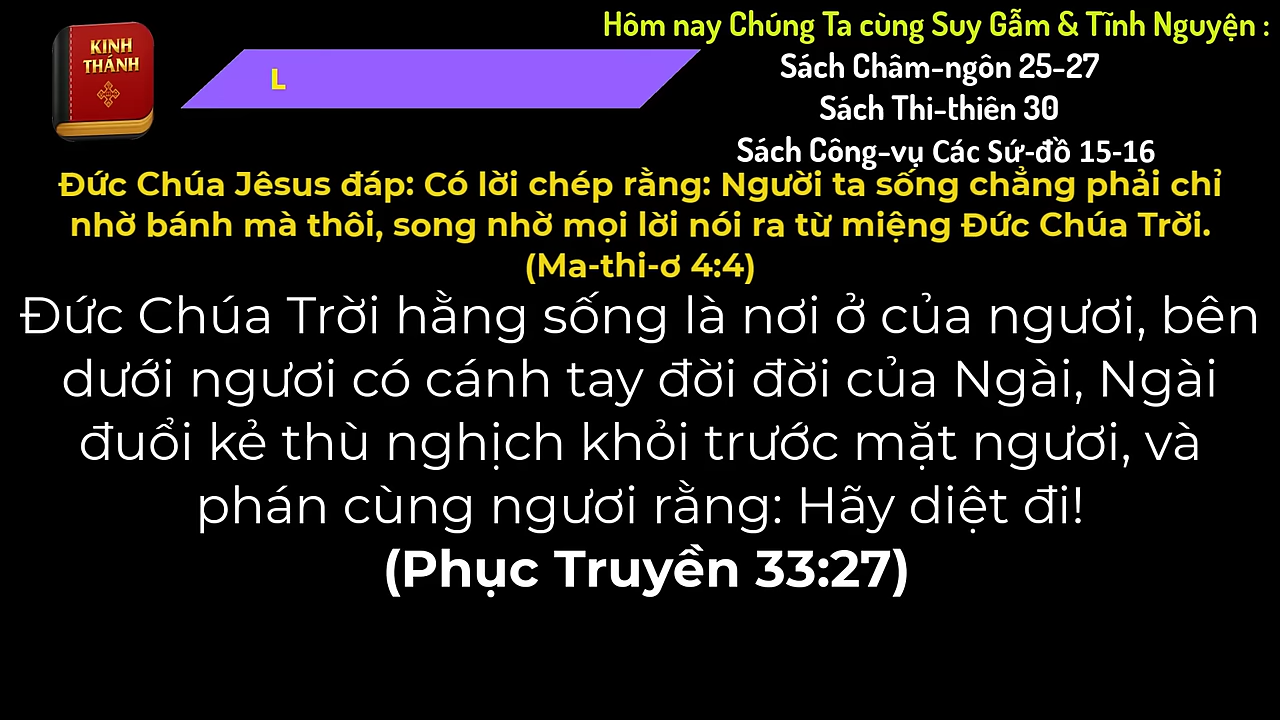 KINH
THÁNH
L
Hôm nay Chúng Ta cùng Suy Gẫm & Tĩnh Nguyện :
Sách Châm-ngôn 25-27
Sách Thi-thiên 30
Sách Công-vụ Các Sứ-đồ 15-16
Đức Chúa Jêsus đáp: Có lời chép rằng: Người ta sống chẳng phải chỉ
nhờ bánh mà thôi, song nhờ mọi lời nói ra từ miệng Đức Chúa Trời.
(Ma-thi-ơ 4:4)
Đức Chúa Trời hằng sống là nơi ở của ngươi, bên
dưới ngươi có cánh tay đời đời của Ngài, Ngài
đuổi kẻ thù nghịch khỏi trước mặt ngươi, và
phán cùng ngươi rằng: Hãy diệt đi!
(Phục Truyền 33:27)